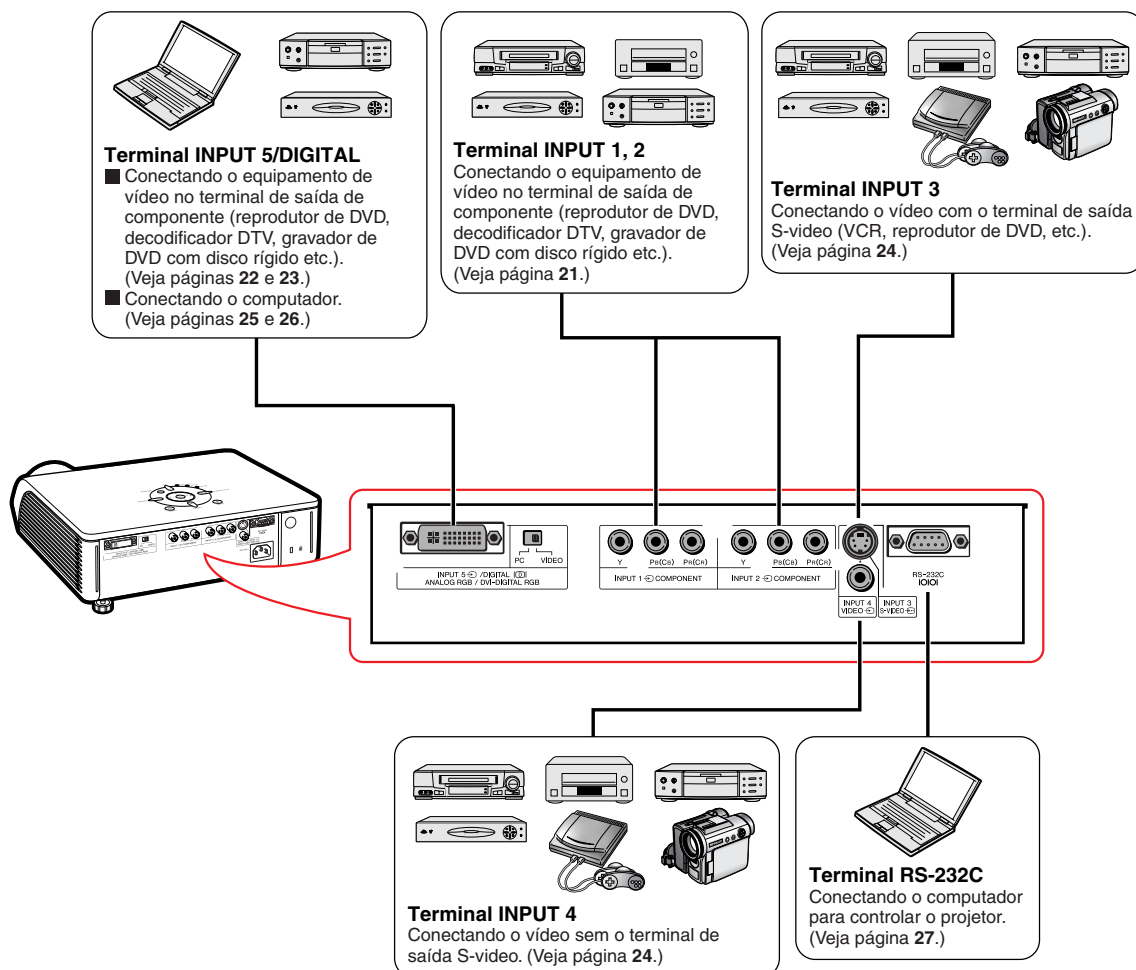 Terminal INPUT 5/DIGITAL
■ Conectando o equipamento de
vídeo no terminal de saída de
componente (reprodutor de DVD,
decodificador DTV, gravador de
DVD com disco rígido etc.).
(Veja páginas 22 e 23.)
■ Conectando o computador.
(Veja páginas 25 e 26.)
Terminal INPUT 1, 2
Conectando o equipamento de
vídeo no terminal de saída de
componente (reprodutor de DVD,
decodificador DTV, gravador de
DVD com disco rígido etc.).
(Veja página 21.)
Terminal INPUT 3
Conectando o vídeo com o terminal de saída
S-video (VCR, reprodutor de DVD, etc.).
(Veja página 24.)
PC VÍDEO
INPUT 5 /DIGITAL
ANALOG RGB / DVI-DIGITAL RGB
Y PB(CB) PR(CR)
INPUT 1 COMPONENT
Y PB(CB) PR(CR)
INPUT 2 COMPONENT
INPUT 4
VIDEO
INPUT 3
S-VIDEO
RS-232C
IOIOI
Terminal INPUT 4
Conectando o vídeo sem o terminal de
saída S-video. (Veja página 24.)
Terminal RS-232C
Conectando o computador
para controlar o projetor.
(Veja página 27.)